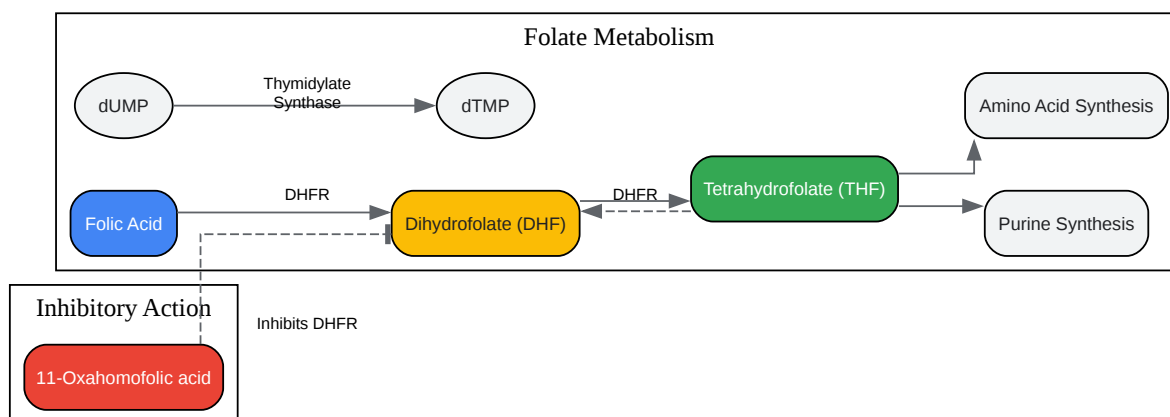 Folate Metabolism
dUMP
Thymidylate
Synthase
dTMP
Amino Acid Synthesis
Folic Acid
DHFR
Dihydrofolate (DHF)
DHFR
Tetrahydrofolate (THF)
Purine Synthesis
Inhibitory Action
Inhibits DHFR
11-Oxahomofolic acid